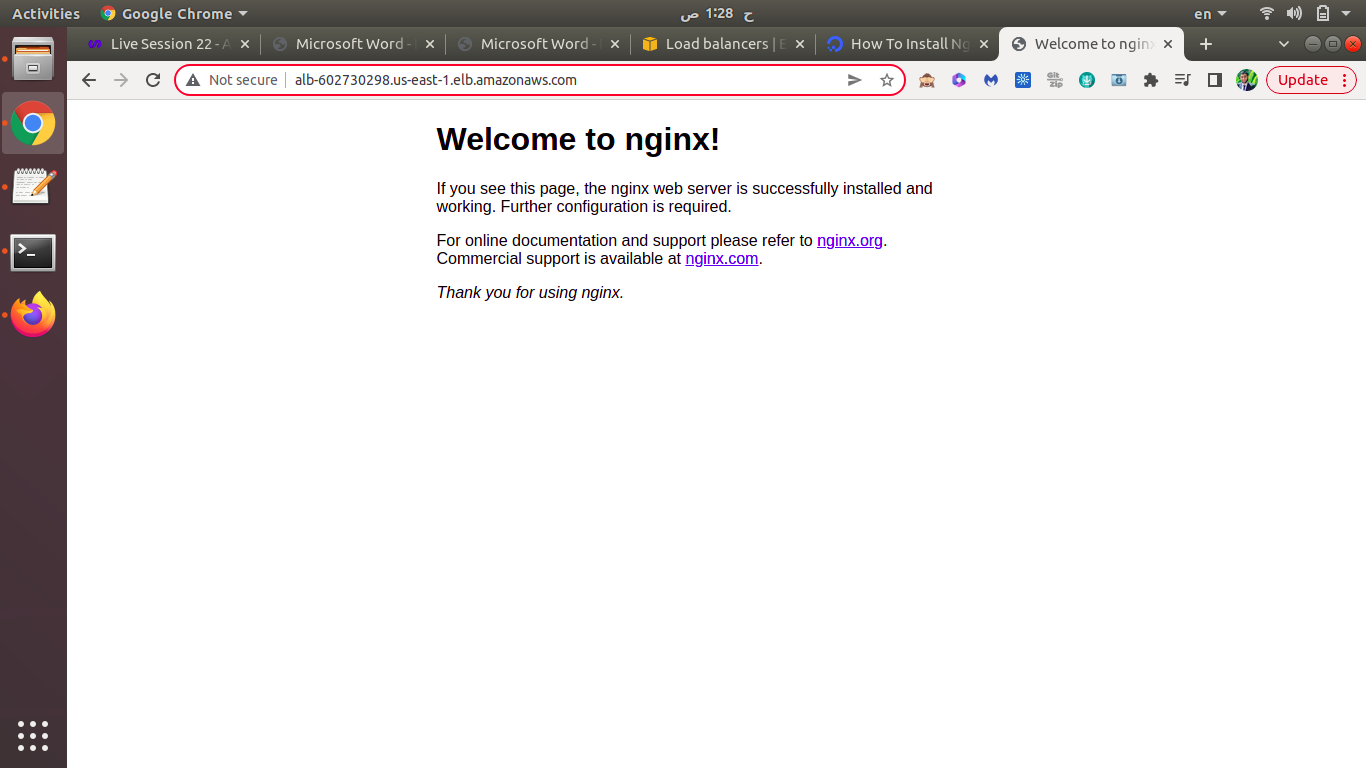 Activities Google Chrome ح 1:28 ص en
Live Session 22 - A Microsoft Word - Microsoft Word - Load balancers | E How To Install Ng Welcome to nginx
Not secure alb-602730298.us-east-1.elb.amazonaws.com Git Zip Update
Welcome to nginx!
If you see this page, the nginx web server is successfully installed and
working. Further configuration is required.
For online documentation and support please refer to nginx.org.
Commercial support is available at nginx.com.
Thank you for using nginx.